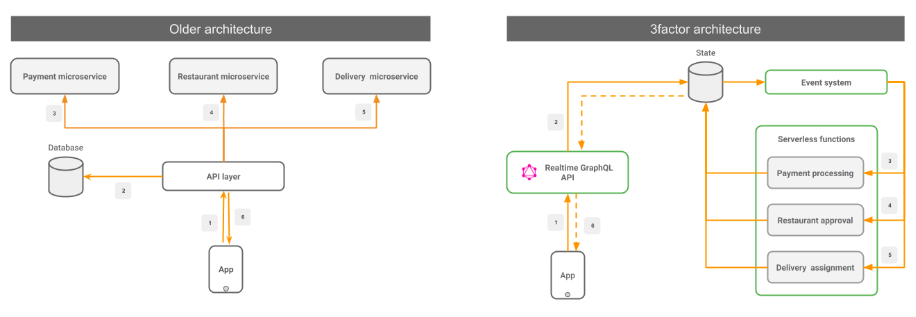 Older architecture
Payment microservice
Restaurant microservice
Delivery microservice
3
4
5
Database
API layer
2
1
6
App
3factor architecture
State
Event system
2
Serverless functions
Realtime GraphQL
API
Payment processing
3
Restaurant approval
4
1
6
Delivery assignment
5
App